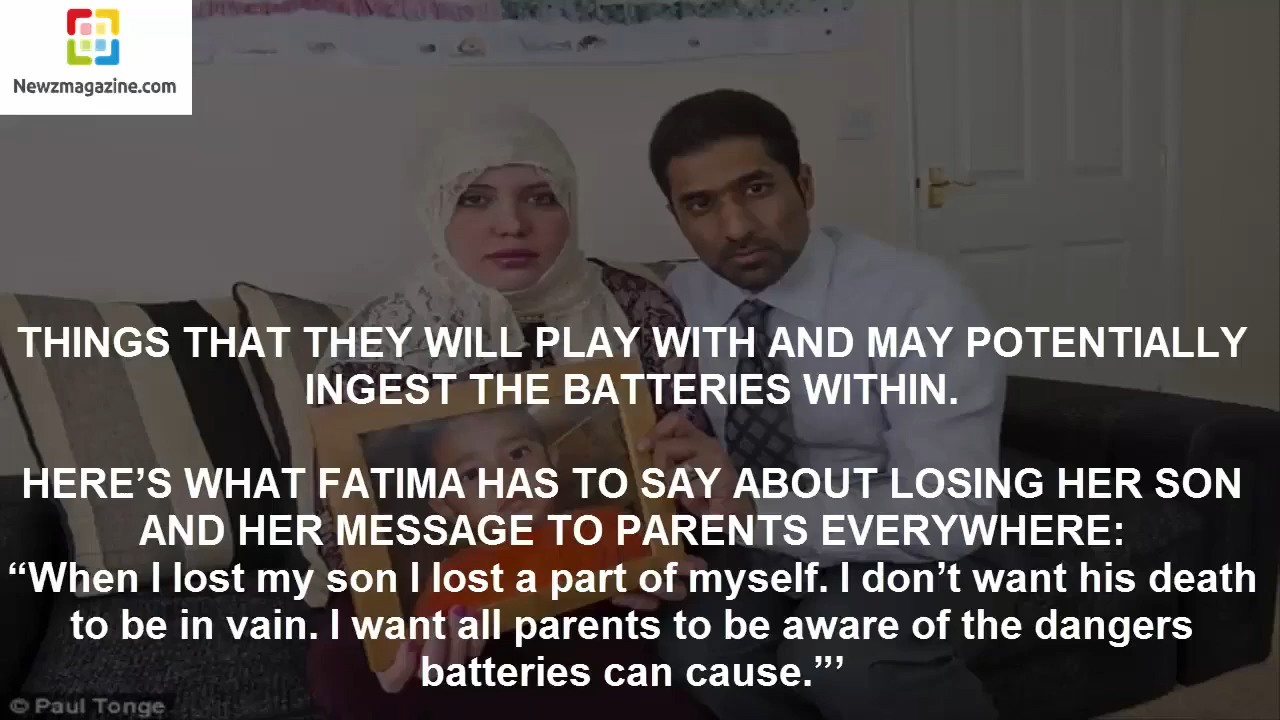 Newzmagazine.com
THINGS THAT THEY WILL PLAY WITH AND MAY POTENTIALLY
INGEST THE BATTERIES WITHIN.
HERE’S WHAT FATIMA HAS TO SAY ABOUT LOSING HER SON
AND HER MESSAGE TO PARENTS EVERYWHERE:
“When I lost my son I lost a part of myself. I don’t want his death
to be in vain. I want all parents to be aware of the dangers
batteries can cause.”’
© Paul Tonge